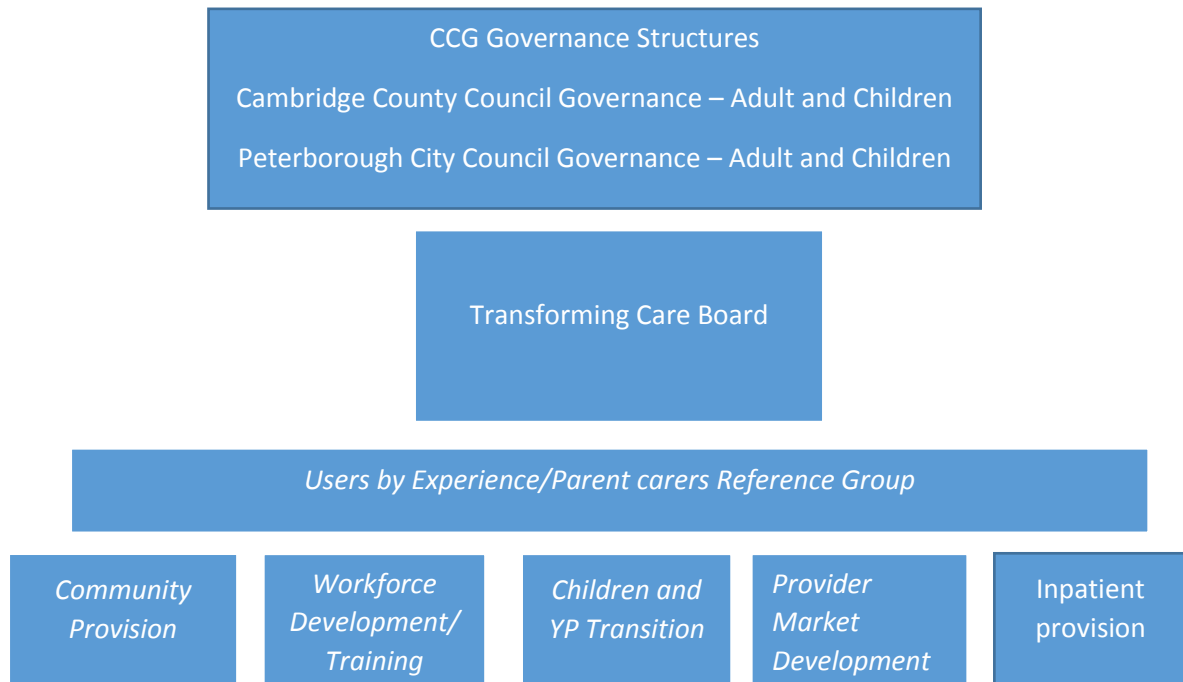 CCG Governance Structures
Cambridge County Council Governance – Adult and Children
Peterborough City Council Governance – Adult and Children
Transforming Care Board
Users by Experience/Parent carers Reference Group
Community
Provision
Workforce
Development/
Training
Children and
YP Transition
Provider
Market
Development
Inpatient
provision